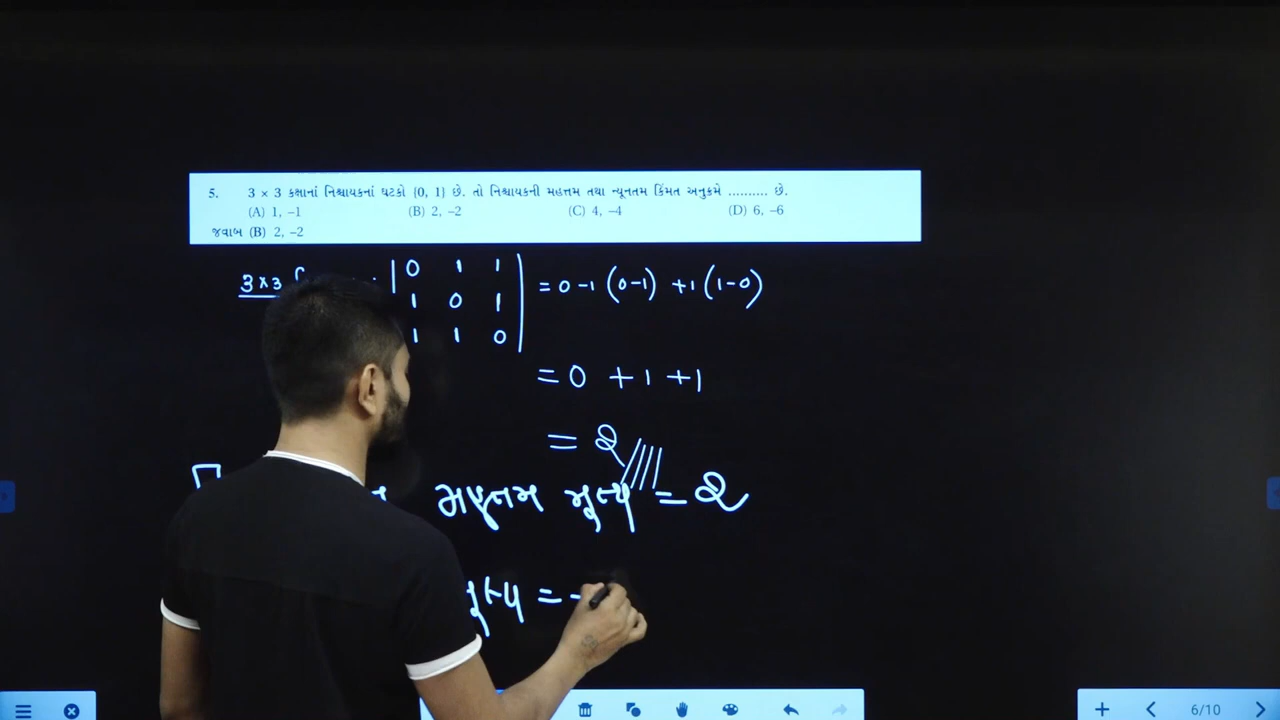 5. 3 × 3 કક્ષાનાં નિશ્ચાયકનાં ઘટકો {0, 1} છે. તો નિશ્ચાયકની મહત્તમ તથા ન્યૂનતમ કિંમત અનુક્રમે .......... છે.
(A) 1, –1 (B) 2, –2 (C) 4, –4 (D) 6, –6
જવાબ (B) 2, –2
3×3 | 0 1 1 | = 0 - 1 (0-1) + 1 (1-0)
1 0 1
1 1 0
= 0 + 1 + 1
= 2
મહત્તમ મૂલ્ય = 2
મૂલ્ય = -
6/10